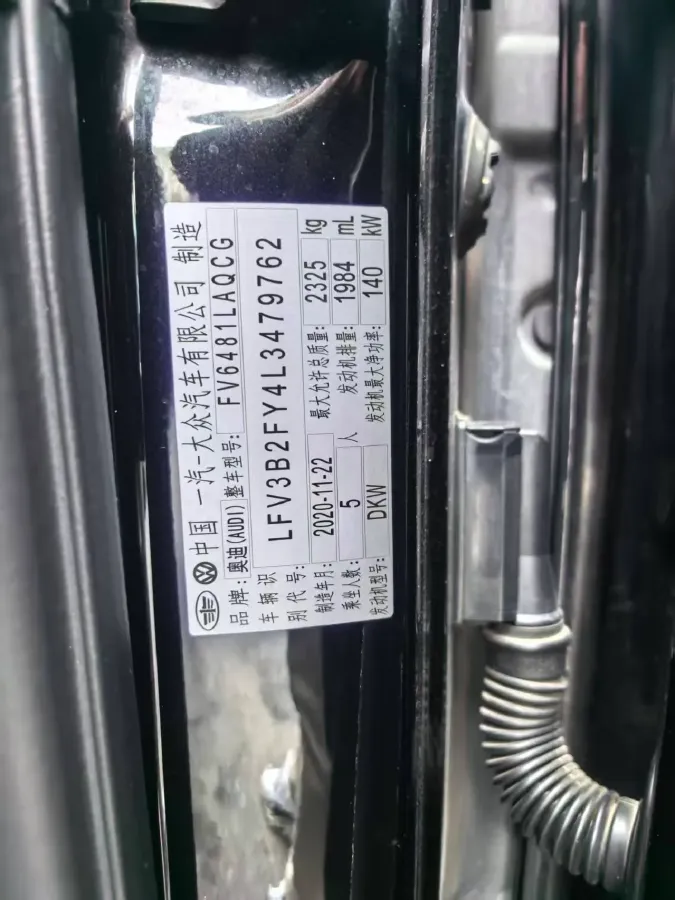 中国 一汽-大众汽车有限公司 制造
品牌: 奥迪(AUDI) 整车型号: FV6481LAQCG
车辆识
别代号: LFV3B2FY4L3479762
制造年月: 2020-11-22 最大允许总质量: 2325 kg
乘坐人数: 5 人 发动机排量: 1984 mL
发动机型号: DKW 发动机最大净功率: 140 kW